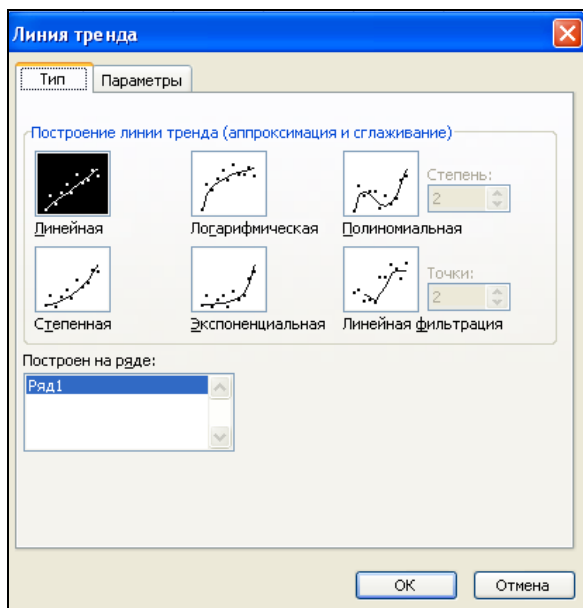 Линия тренда
Тип Параметры
Построение линии тренда (аппроксимация и сглаживание)
Степень:
2
Линейная Логарифмическая Полиномиальная
Точки:
2
Степенная Экспоненциальная Линейная фильтрация
Построен на ряде:
Ряд1
ОК Отмена